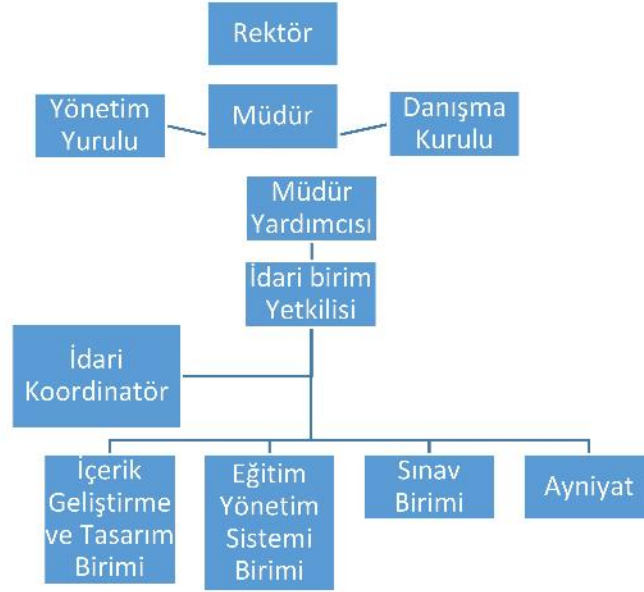 Rektör
Yönetim
Yurulu
Müdür
Danışma
Kurulu
Müdür
Yardımcısı
İdari birim
Yetkilisi
İdari
Koordinatör
İçerik
Geliştirme
ve Tasarım
Birimi
Eğitim
Yönetim
Sistemi
Birimi
Sınav
Birimi
Ayniyat